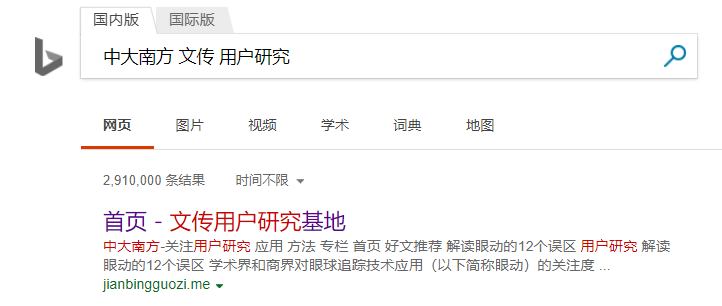 国内版 国际版
中大南方 文传 用户研究
网页 图片 视频 学术 词典 地图
2,910,000 条结果 时间不限
首页 - 文传用户研究基地
中大南方-关注用户研究 应用 方法 专栏 首页 好文推荐 解读眼动的12个误区 用户研究 解读
眼动的12个误区 学术界和商界对眼球追踪技术应用（以下简称眼动）的关注度 ...
jianbingguozi.me